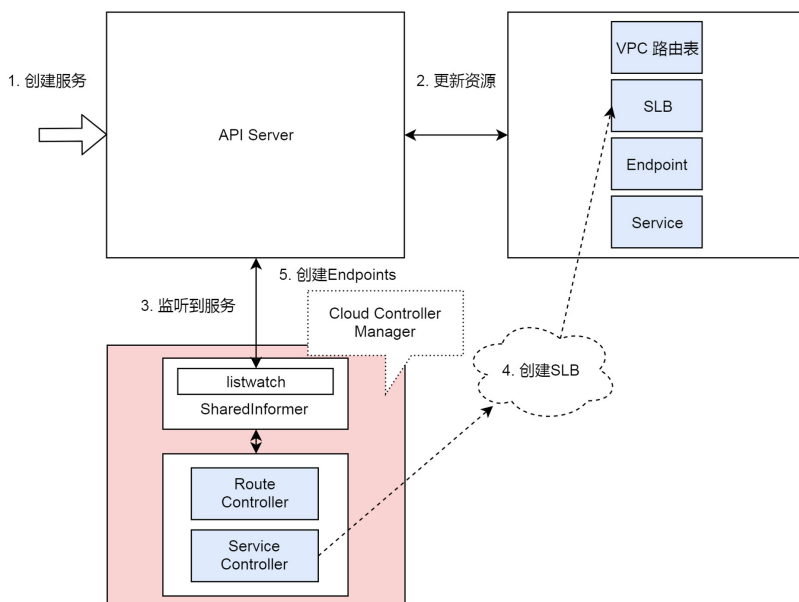 1. 创建服务
API Server
2. 更新资源
VPC 路由表
SLB
Endpoint
Service
3. 监听到服务
5. 创建Endpoints
Cloud Controller
Manager
4. 创建SLB
listwatch
SharedInformer
Route
Controller
Service
Controller